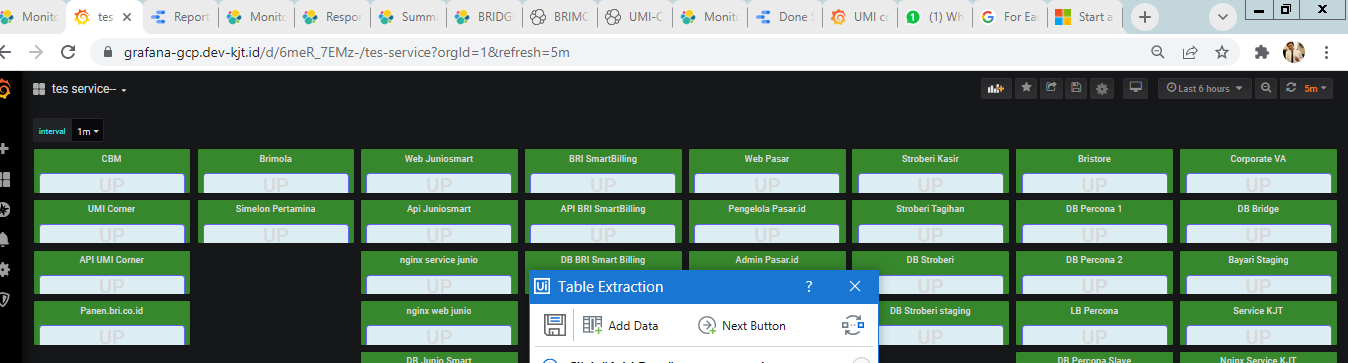 Monito
tes
Report
Monito
Respor
Summa
BRIDG
BRIMC
UMI-C
Monito
Done S
UMI co
(1) Wh
For Ea
Start a
grafana-gcp.dev-kjt.id/d/6meR_7EMz-/tes-service?orgId=1&refresh=5m
tes service--
Last 6 hours
5m
interval
1m
CBM
Brimola
Web Juniosmart
BRI SmartBilling
Web Pasar
Stroberi Kasir
Bristore
Corporate VA
UP
UP
UP
UP
UP
UP
UP
UP
UMI Corner
Simelon Pertamina
Api Juniosmart
API BRI SmartBilling
Pengelola Pasar.id
Stroberi Tagihan
DB Percona 1
DB Bridge
UP
UP
UP
UP
UP
UP
UP
UP
API UMI Corner
nginx service junio
DB BRI Smart Billing
Admin Pasar.id
DB Stroberi
DB Percona 2
Bayari Staging
UP
UP
UP
UP
UP
Ui Table Extraction ? 
Panen.bri.co.id
nginx web junio
DB Stroberi staging
LB Percona
Service KJT
UP
UP
UP
UP
UP
Add Data
Next Button
DB Junio Smart
DB Percona Slave
Nginx Service KJT